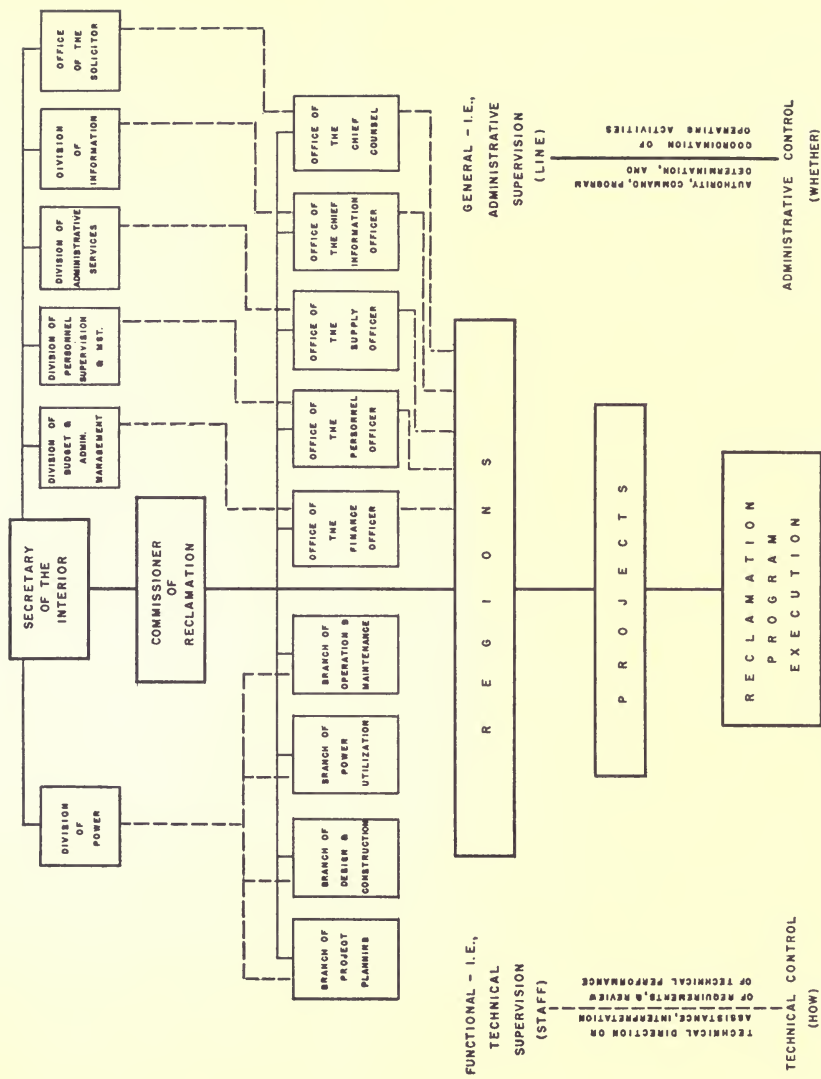 SECRETARY
OF THE
INTERIOR
DIVISION
OF
POWER
DIVISION OF
BUDGET &
ADMIN.
MANAGEMENT
DIVISION OF
PERSONNEL
SUPERVISION
& MGT.
DIVISION OF
ADMINISTRATIVE
SERVICES
DIVISION
OF
INFORMATION
OFFICE
OF THE
SOLICITOR
COMMISSIONER
OF
RECLAMATION
BRANCH OF
PROJECT
PLANNING
BRANCH OF
DESIGN &
CONSTRUCTION
BRANCH OF
POWER
UTILIZATION
BRANCH OF
OPERATION &
MAINTENANCE
OFFICE OF
THE
FINANCE
OFFICER
OFFICE OF
THE
PERSONNEL
OFFICER
OFFICE OF
THE
SUPPLY
OFFICER
OFFICE OF
THE CHIEF
INFORMATION
OFFICER
OFFICE OF
THE
CHIEF
COUNSEL
REGIONS
PROJECTS
RECLAMATION
PROGRAM
EXECUTION
FUNCTIONAL - I.E.,
TECHNICAL
SUPERVISION
(STAFF)
TECHNICAL DIRECTION OR
ASSISTANCE, INTERPRETATION
OF REQUIREMENTS, & REVIEW
OF TECHNICAL PERFORMANCE
TECHNICAL CONTROL
(HOW)
GENERAL - I.E.,
ADMINISTRATIVE
SUPERVISION
(LINE)
AUTHORITY, COMMAND, PROGRAM
DETERMINATION, AND
COORDINATION OF
OPERATING ACTIVITIES
ADMINISTRATIVE CONTROL
(WHETHER)